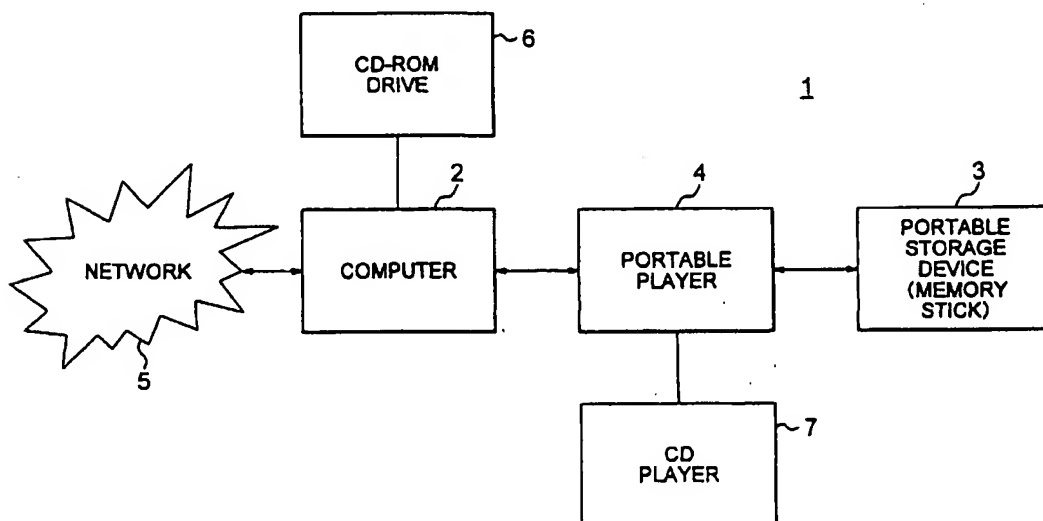 6
CD-ROM
DRIVE
1
2
4
3
NETWORK
COMPUTER
PORTABLE
PLAYER
PORTABLE
STORAGE
DEVICE
(MEMORY
STICK)
5
7
CD
PLAYER